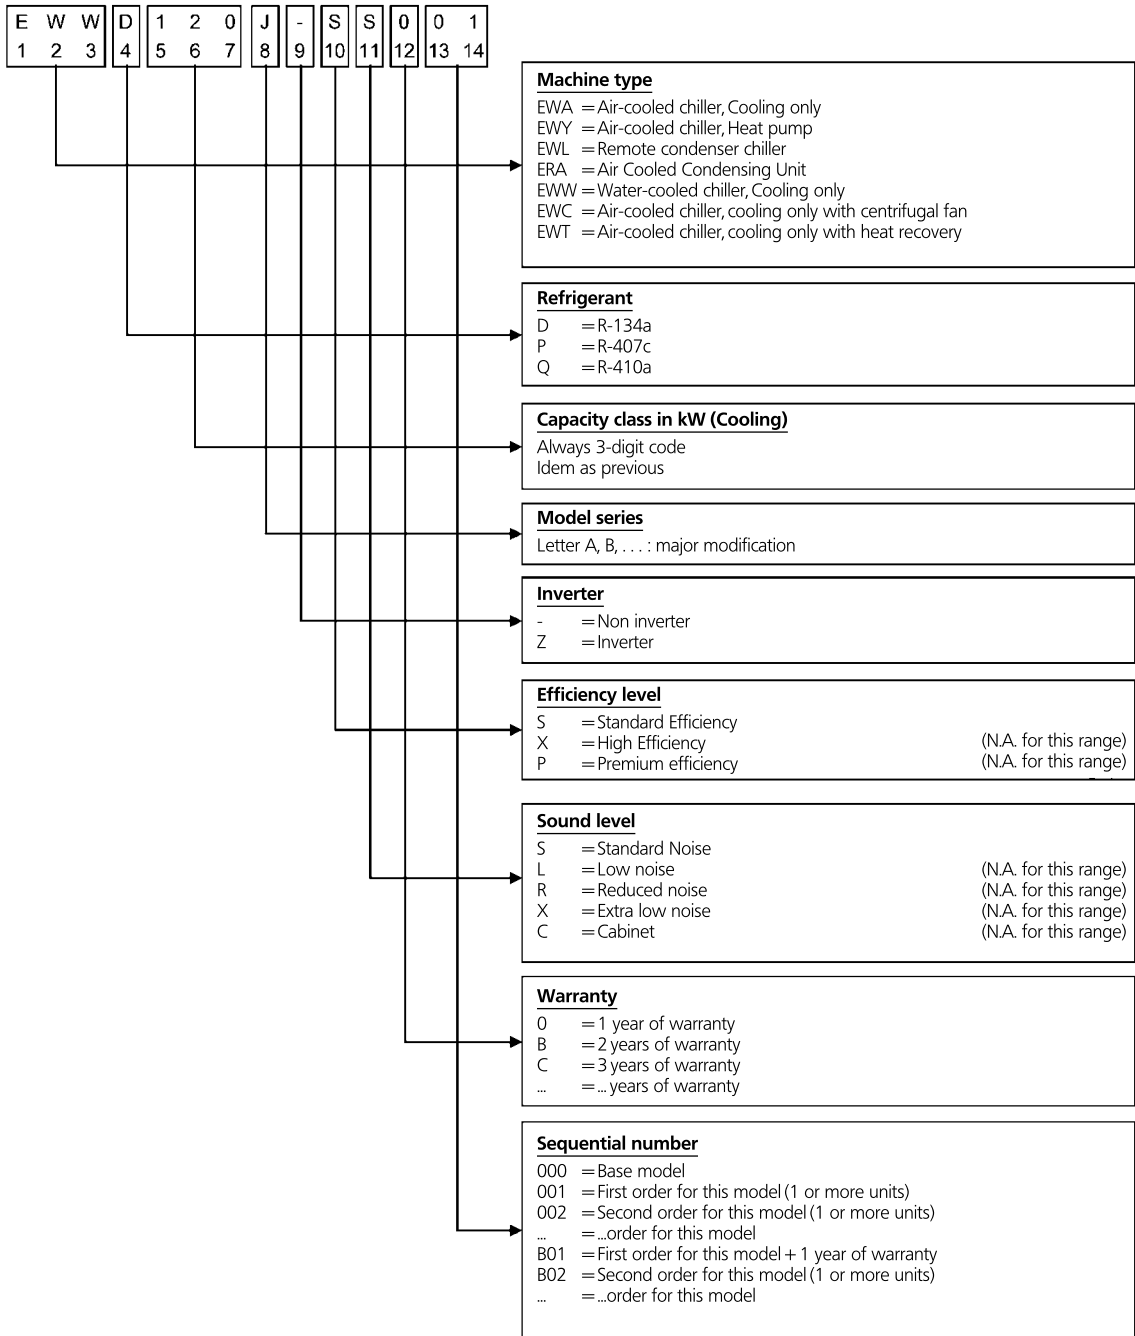 E W W D 1 2 0 J - S S 0 0 1
1 2 3 4 5 6 7 8 9 10 11 12 13 14
Machine type
EWA = Air-cooled chiller, Cooling only
EWY = Air-cooled chiller, Heat pump
EWL = Remote condenser chiller
ERA = Air Cooled Condensing Unit
EWW = Water-cooled chiller, Cooling only
EWC = Air-cooled chiller, cooling only with centrifugal fan
EWT = Air-cooled chiller, cooling only with heat recovery
Refrigerant
D = R-134a
P = R-407c
Q = R-410a
Capacity class in kW (Cooling)
Always 3-digit code
Idem as previous
Model series
Letter A, B, . . . : major modification
Inverter
- = Non inverter
Z = Inverter
Efficiency level
S = Standard Efficiency
X = High Efficiency (N.A. for this range)
P = Premium efficiency (N.A. for this range)
Sound level
S = Standard Noise
L = Low noise (N.A. for this range)
R = Reduced noise (N.A. for this range)
X = Extra low noise (N.A. for this range)
C = Cabinet (N.A. for this range)
Warranty
0 = 1 year of warranty
B = 2 years of warranty
C = 3 years of warranty
... = ... years of warranty
Sequential number
000 = Base model
001 = First order for this model (1 or more units)
002 = Second order for this model (1 or more units)
... = ...order for this model
B01 = First order for this model + 1 year of warranty
B02 = Second order for this model (1 or more units)
... = ...order for this model